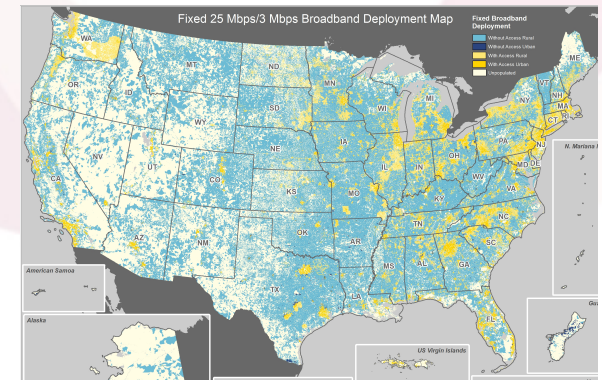 Fixed 25 Mbps/3 Mbps Broadband Deployment Map
Fixed Broadband
Deployment
Without Access Rural
Without Access Urban
With Access Rural
With Access Urban
Unpopulated
WA
MT
ND
MN
ME
OR
ID
SD
WI
MI
VT
NH
NY
MA
CT
RI
WY
IA
PA
NJ
NE
NV
UT
CO
IL
IN
OH
MD
DE
WV
VA
CA
KS
MO
KY
NC
TN
AZ
NM
OK
AR
SC
MS
AL
GA
TX
LA
FL
N. Mariana
American Samoa
Alaska
US Virgin Islands